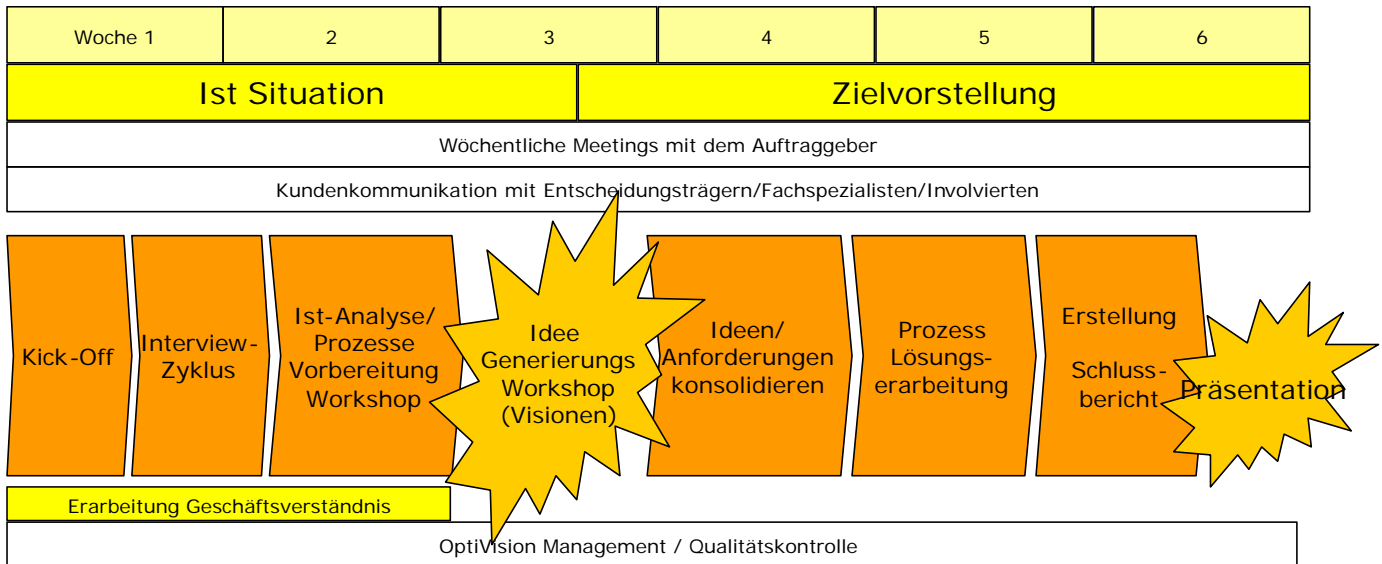 Woche 1 2 3 4 5 6
Ist Situation Zielvorstellung
Wöchentliche Meetings mit dem Auftraggeber
Kundenkommunikation mit Entscheidungsträgern/Fachspezialisten/Involvierten
Kick-Off
Interview-
Zyklus
Ist-Analyse/
Prozesse
Vorbereitung
Workshop
Idee
Generierungs
Workshop
(Visionen)
Ideen/
Anforderungen
konsolidieren
Prozess
Lösungs-
erarbeitung
Erstellung
Schluss-
bericht
Präsentation
Erarbeitung Geschäftsverständnis
OptiVision Management / Qualitätskontrolle